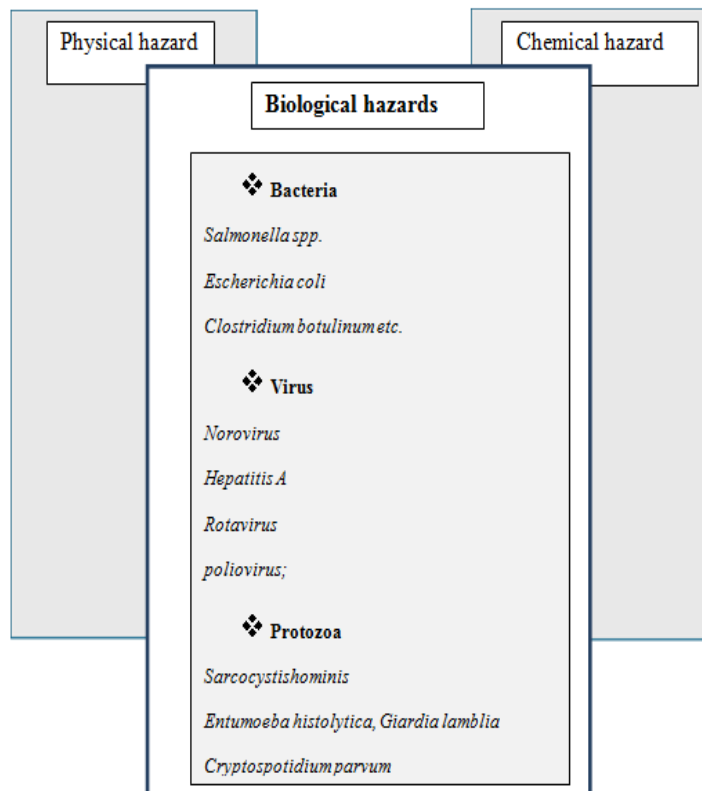 Physical hazard
Chemical hazard
Biological hazards
❖ Bacteria
Salmonella spp.
Escherichia coli
Clostridium botulinum etc.
❖ Virus
Norovirus
Hepatitis A
Rotavirus
poliovirus;
❖ Protozoa
Sarcocystishominis
Entumoeba histolytica, Giardia lamblia
Cryptospotidium parvum